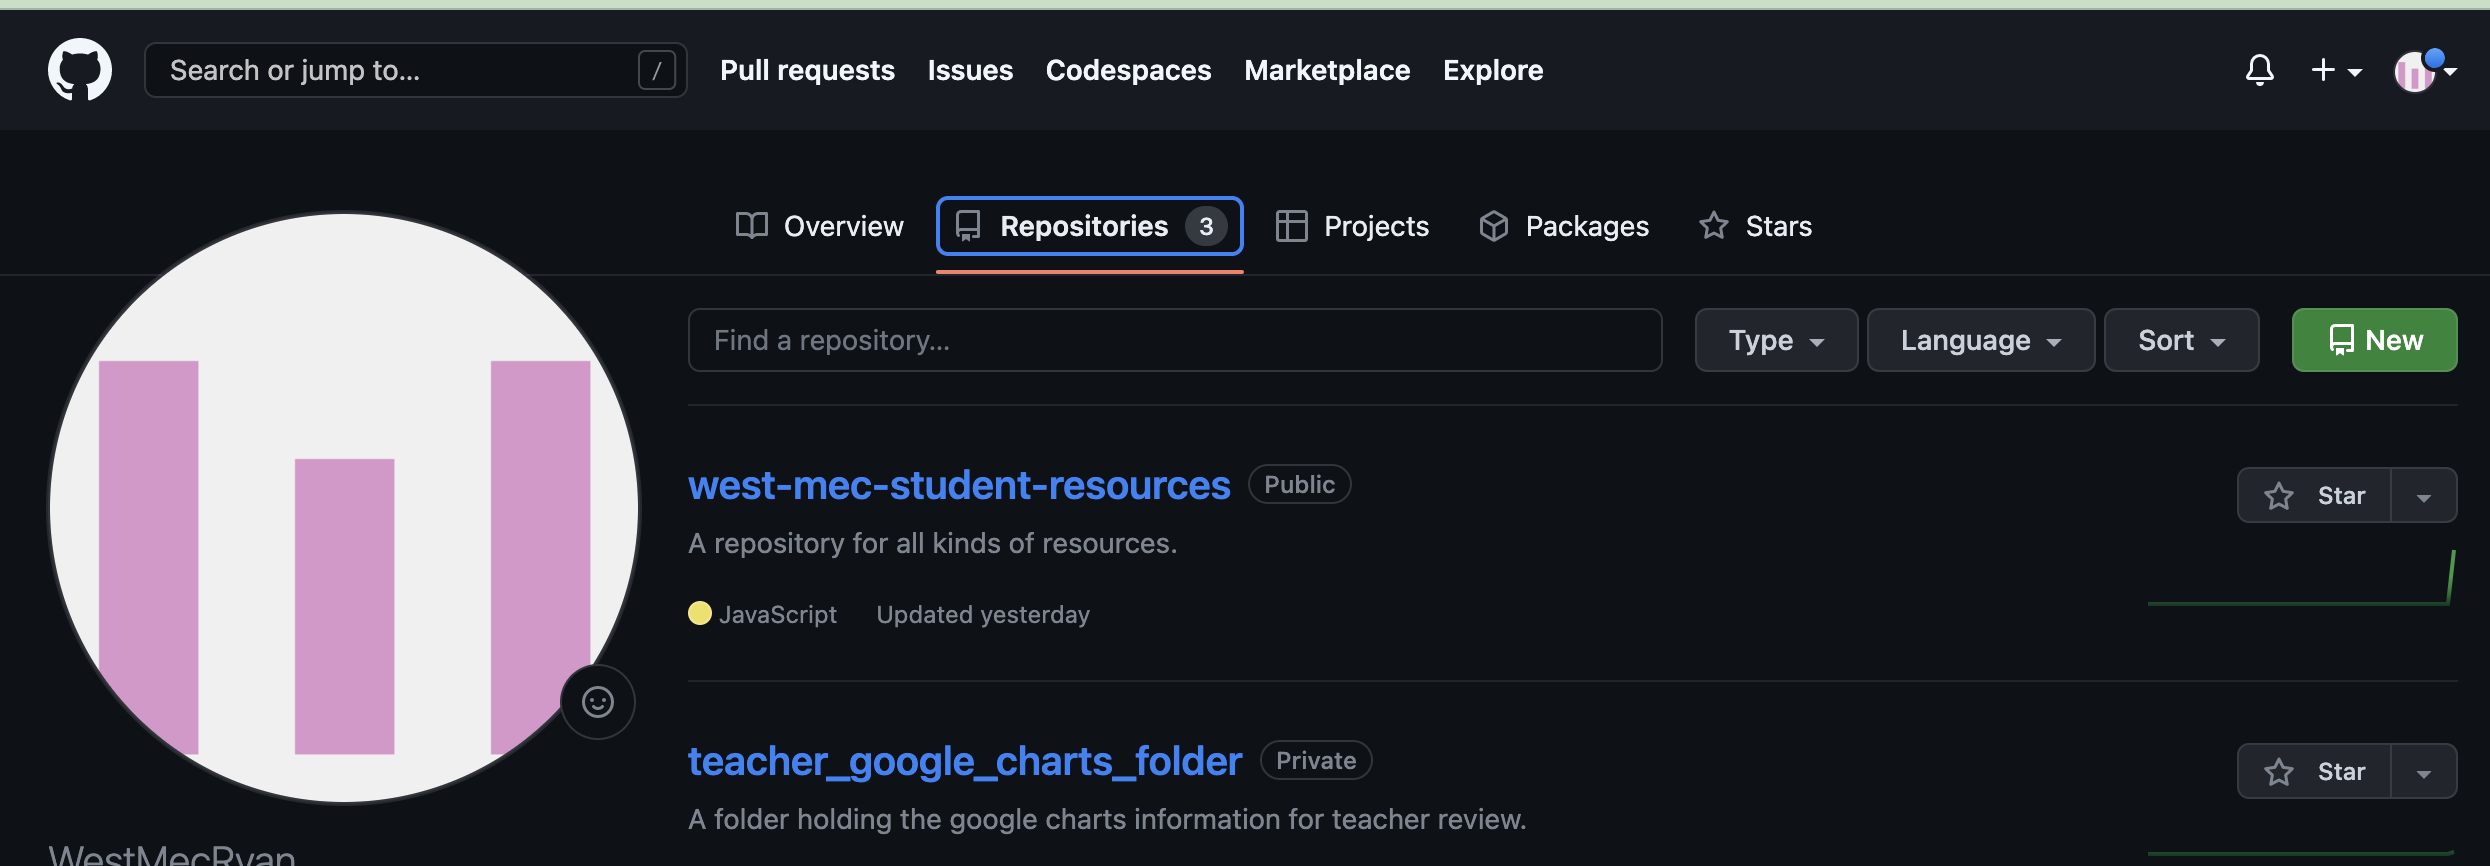 Search or jump to... /
Pull requests Issues Codespaces Marketplace Explore
Overview Repositories 3 Projects Packages Stars
Find a repository... Type Language Sort New
west-mec-student-resources Public Star
A repository for all kinds of resources.
JavaScript Updated yesterday
teacher_google_charts_folder Private Star
A folder holding the google charts information for teacher review.
WestMecRyan